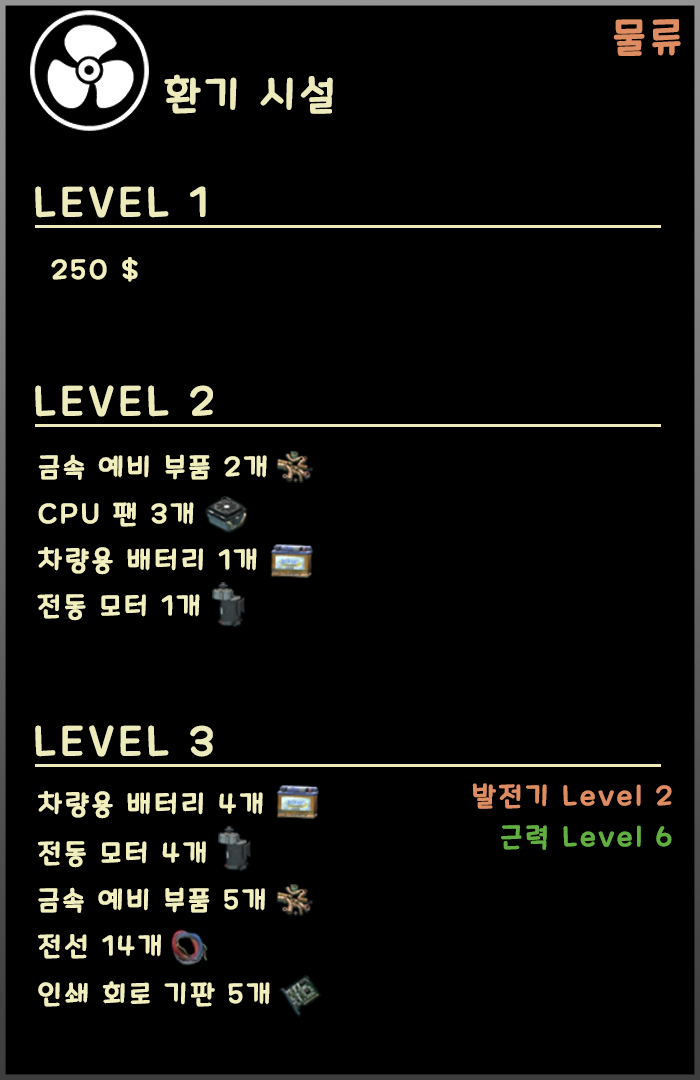 물류
환기 시설
LEVEL 1
250 $
LEVEL 2
금속 예비 부품 2개
CPU 팬 3개
차량용 배터리 1개
전동 모터 1개
LEVEL 3
차량용 배터리 4개
발전기 Level 2
근력 Level 6
전동 모터 4개
금속 예비 부품 5개
전선 14개
인쇄 회로 기판 5개